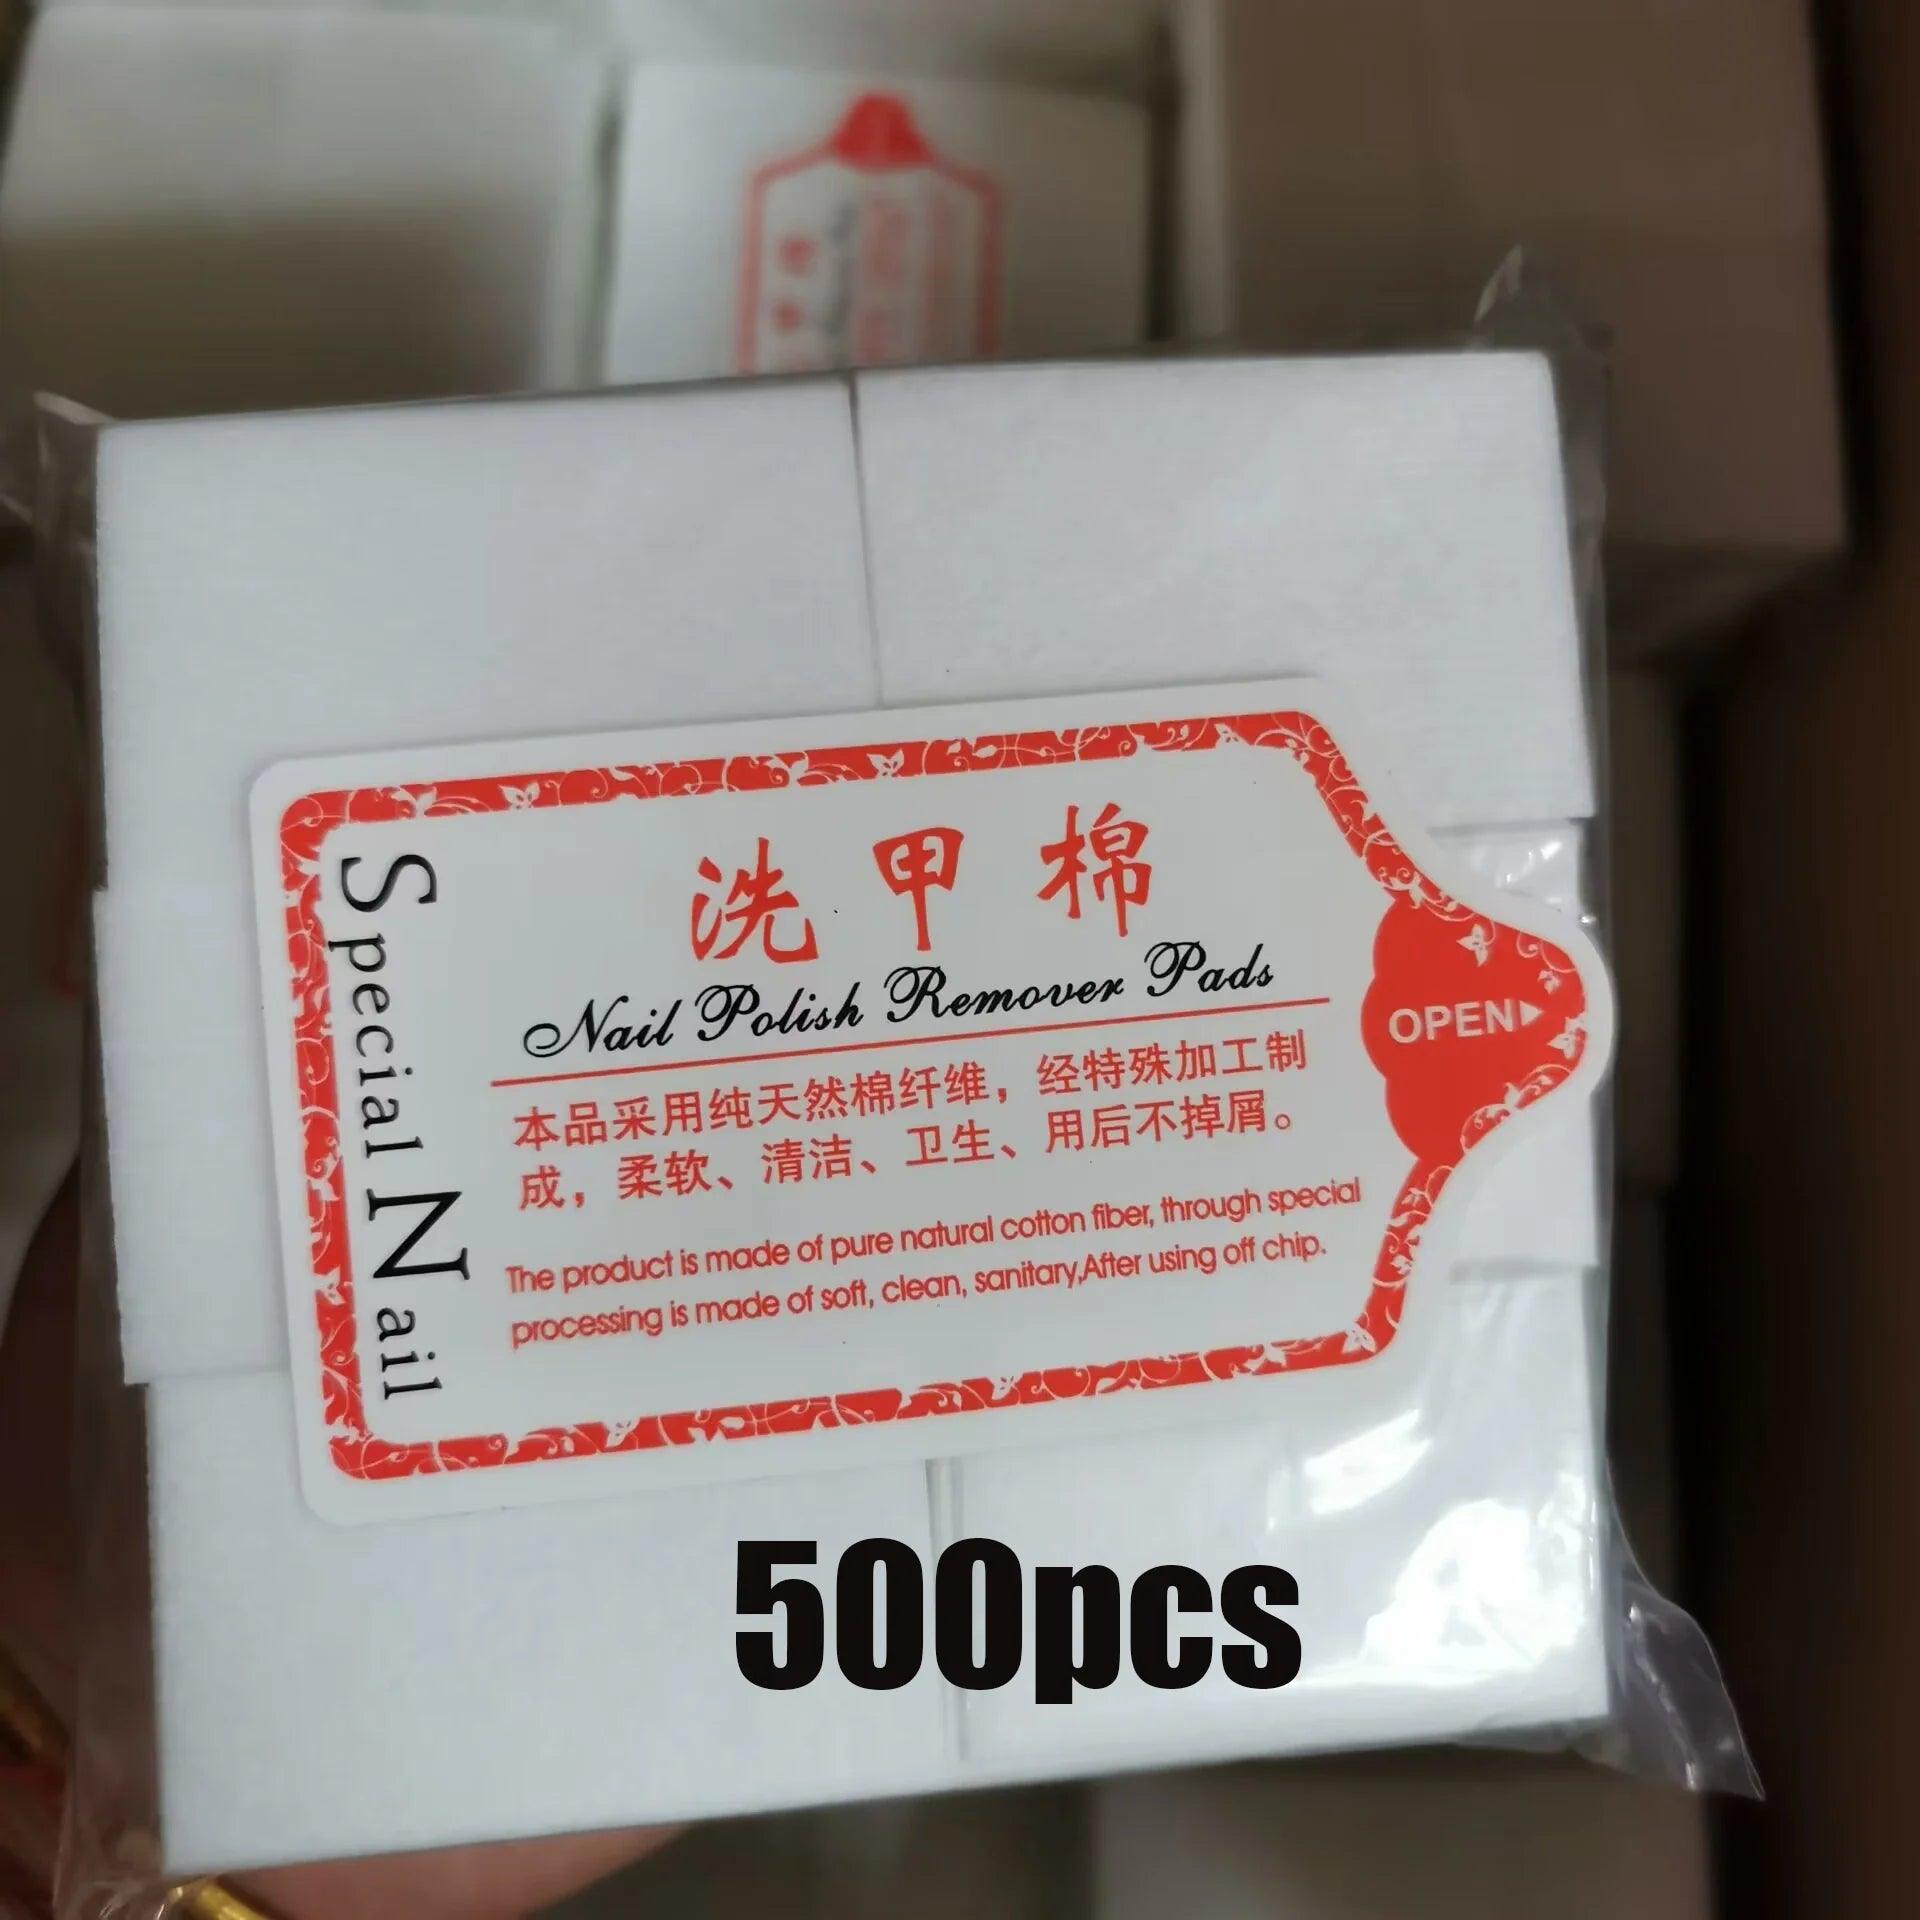 洗甲棉
Nail Polish Remover Pads
本品采用纯天然棉纤维，经特殊加工制
成，柔软、清洁、卫生、用后不掉屑。
The product is made of pure natural cotton fiber, through special
processing is made of soft, clean, sanitary,After using off chip.
Special Nail
OPEN
500pcs